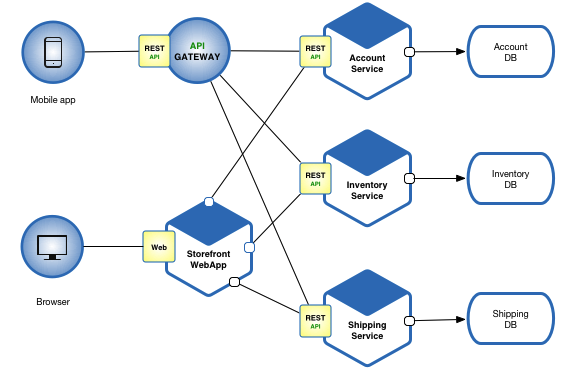 Mobile app
REST
API
API
GATEWAY
REST
API
Account
Service
Account
DB
REST
API
Inventory
Service
Inventory
DB
Browser
Web
Storefront
WebApp
REST
API
Shipping
Service
Shipping
DB